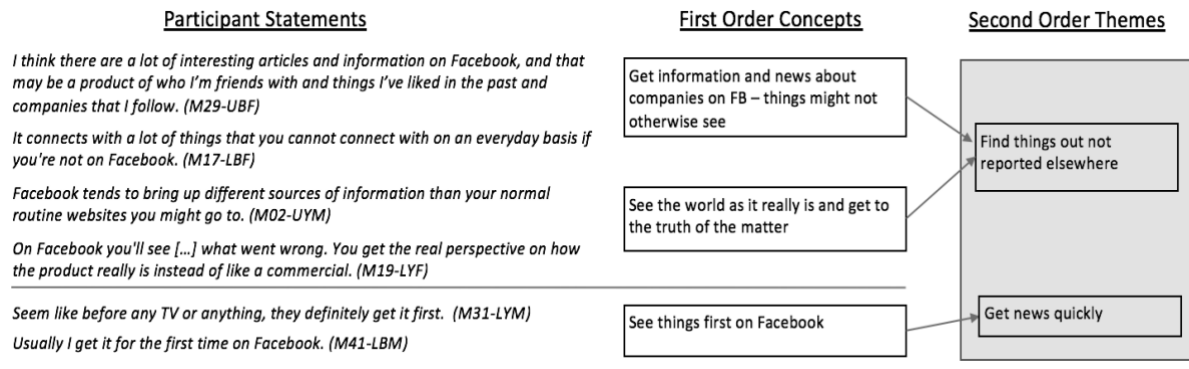 Participant Statements
First Order Concepts
Second Order Themes
I think there are a lot of interesting articles and information on Facebook, and that
may be a product of who I'm friends with and things I've liked in the past and
companies that I follow. (M29-UBF)
It connects with a lot of things that you cannot connect with on an everyday basis if
you're not on Facebook. (M17-LBF)
Facebook tends to bring up different sources of information than your normal
routine websites you might go to. (M02-UYM)
On Facebook you'll see [...] what went wrong. You get the real perspective on how
the product really is instead of like a commercial. (M19-LYF)
Get information and news about
companies on FB – things might not
otherwise see
See the world as it really is and get to
the truth of the matter
Find things out not
reported elsewhere
Seem like before any TV or anything, they definitely get it first. (M31-LYM)
Usually I get it for the first time on Facebook. (M41-LBM)
See things first on Facebook
Get news quickly